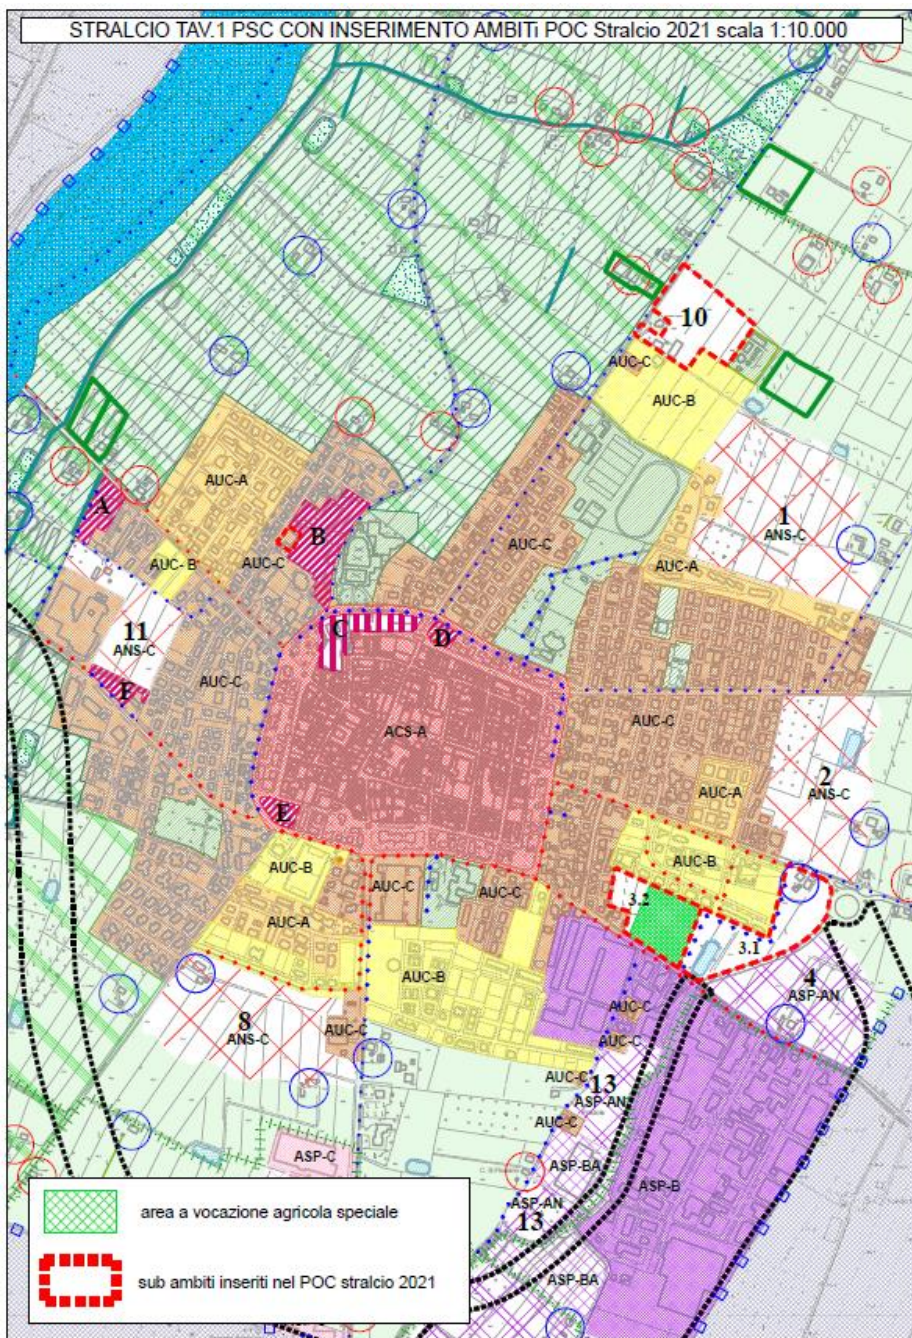 STRALCIO TAV.1 PSC CON INSERIMENTO AMBITi POC Stralcio 2021 scala 1:10.000
10
AUC-C
AUC-B
AUC-A
A
B
1
ANS-C
AUC-C
AUC- B
AUC-C
AUC-A
11
ANS-C
C
D
F
AUC-C
AUC-C
ACS-A
2
ANS-C
AUC-A
E
AUC-B
AUC-B
AUC-C
AUC-C
3.2
3.1
AUC-A
AUC-B
4
ASP-AN
8
ANS-C
AUC-C
AUC-C
AUC-C
AUC-C
13
ASP-AN
AUC-C
ASP-C
ASP-BA
ASP-B
ASP-AN
13
ASP-BA
area a vocazione agricola speciale
sub ambiti inseriti nel POC stralcio 2021